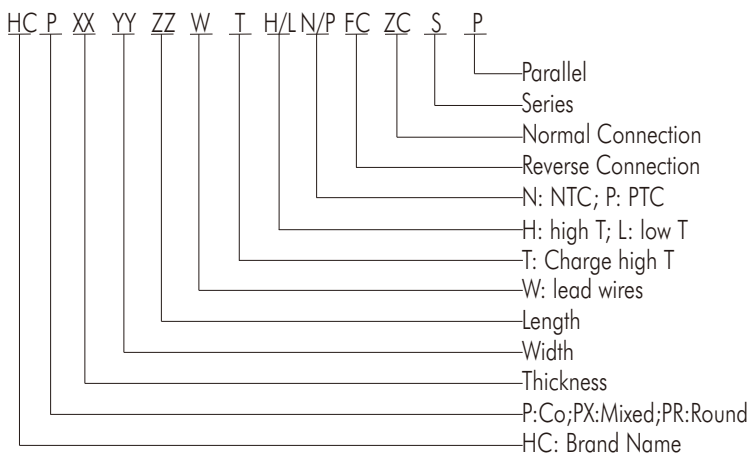 HC P XX YY ZZ W T H/L N/P FC ZC S P
Parallel
Series
Normal Connection
Reverse Connection
N: NTC; P: PTC
H: high T; L: low T
T: Charge high T
W: lead wires
Length
Width
Thickness
P:Co;PX:Mixed;PR:Round
HC: Brand Name